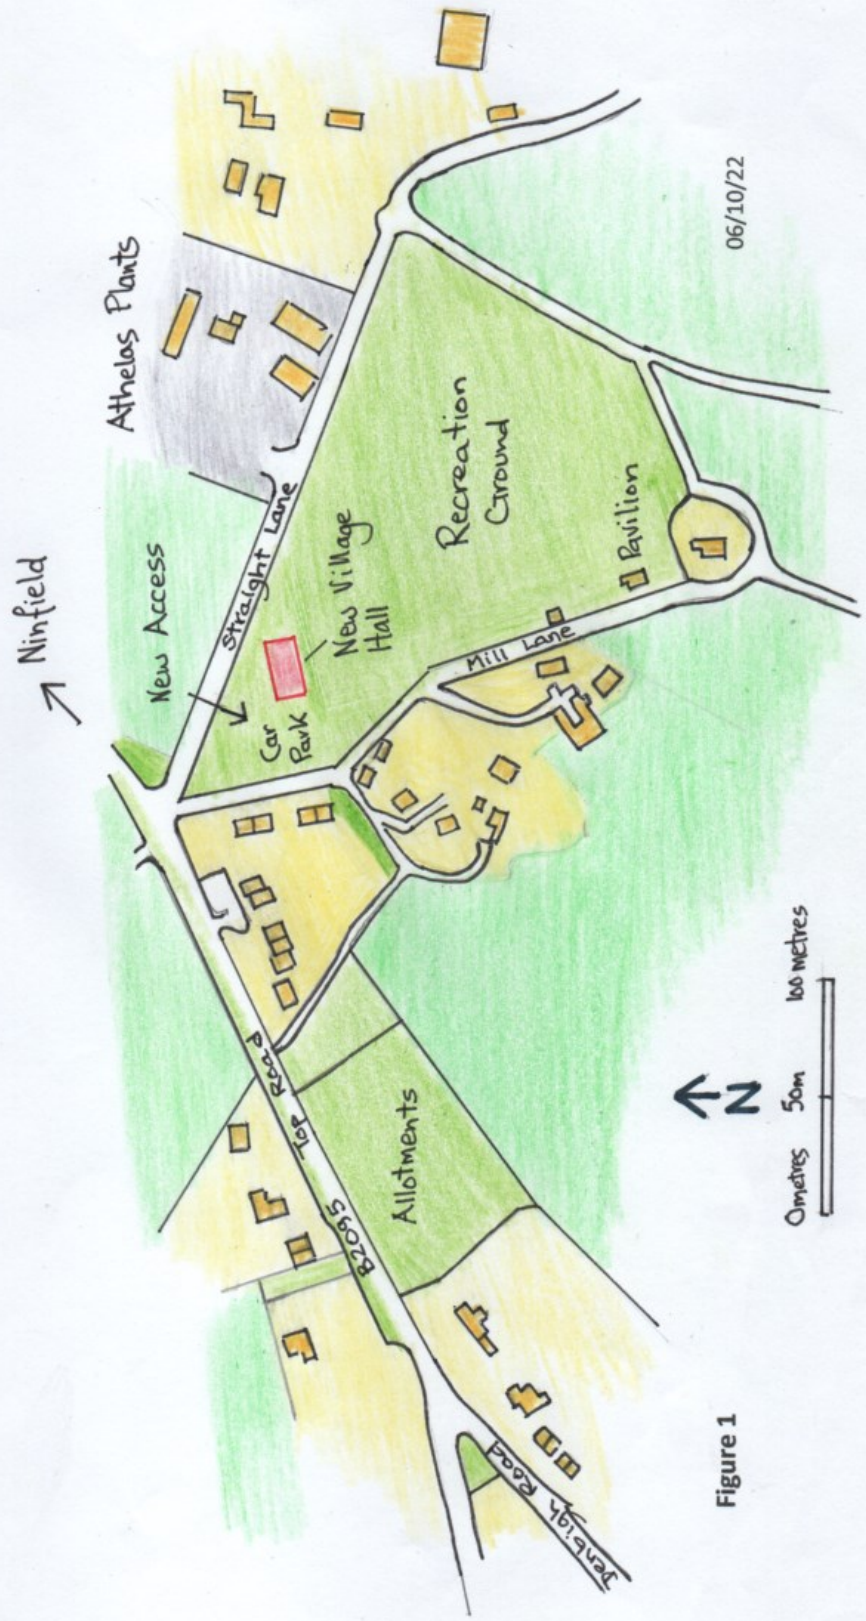 Ninfield
Athelas Plants
New Access
Straight Lane
Car
Park
New Village
Hall
Recreation
Ground
Mill Lane
Pavilion
B2095 Top Road
Allotments
Denbigh Road
N
0metres 50m 100 metres
Figure 1
06/10/22